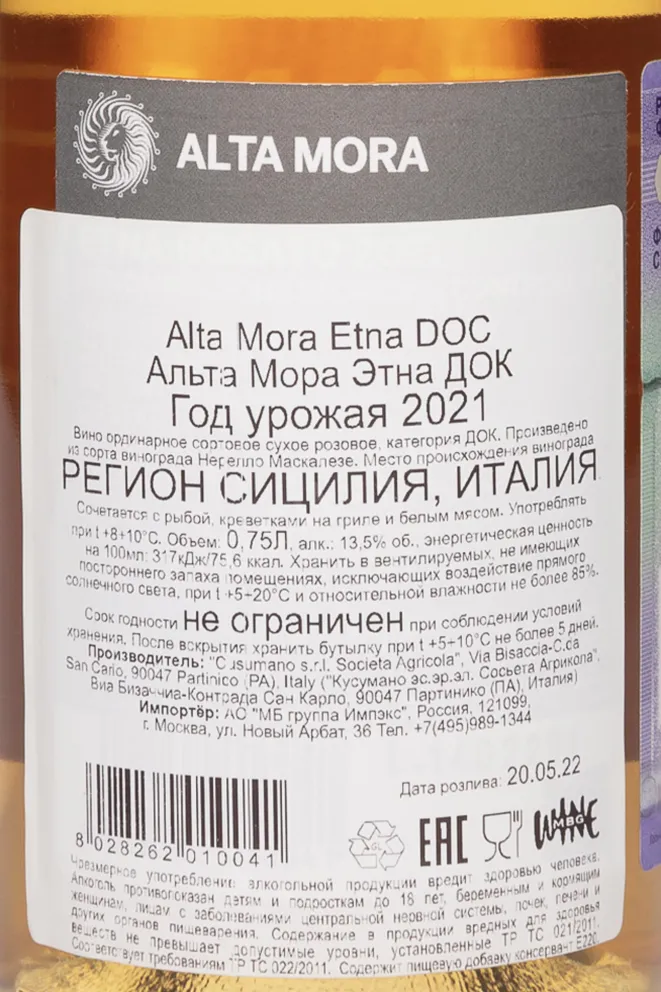 ALTA MORA
Alta Mora Etna DOC
Альта Мора Этна ДОК
Год урожая 2021
Вино ординарное сортовое сухое розовое, категория ДОК. Произведено
из сорта винограда Нерелло Маскалезе. Место происхождения винограда
РЕГИОН СИЦИЛИЯ, ИТАЛИЯ
Сочетается с рыбой, креветками на гриле и белым мясом. Употреблять
при t +8+10°C. Объем: 0,75Л, алк.: 13,5% об., энергетическая ценность
на 100мл: 317кДж/75,6 ккал. Хранить в вентилируемых, не имеющих
постороннего запаха помещениях, исключающих воздействие прямого
солнечного света, при t +5+20°C и относительной влажности не более 85%.
Срок годности не ограничен при соблюдении условий
хранения. После вскрытия хранить бутылку при t +5+10°C не более 5 дней.
Производитель: "Cusumano s.r.l. Societa Agricola", Via Bisaccia-C.da
San Carlo, 90047 Partinico (PA), Italy ("Кусумано эс.эр.эл. Сосьета Агрикола",
Виа Бизаччиа-Контрада Сан Карло, 90047 Партинико (ПА), Италия)
Импортёр: АО "МБ группа Импэкс", Россия, 121099,
г. Москва, ул. Новый Арбат, 36 Тел. +7(495)989-1344
Дата розлива: 20.05.22
8 028262 010041
GL
EAC
WINE
MBG
Чрезмерное употребление алкогольной продукции вредит здоровью человека.
Алкоголь противопоказан детям и подросткам до 18 лет, беременным и кормящим
женщинам, лицам с заболеваниями центральной нервной системы, почек, печени и
других органов пищеварения. Содержание в продукции вредных для здоровья
веществ не превышает допустимые уровни, установленные ТР ТС 021/2011.
Соответствует требованиям ТР ТС 022/2011. Содержит пищевую добавку консервант Е220.